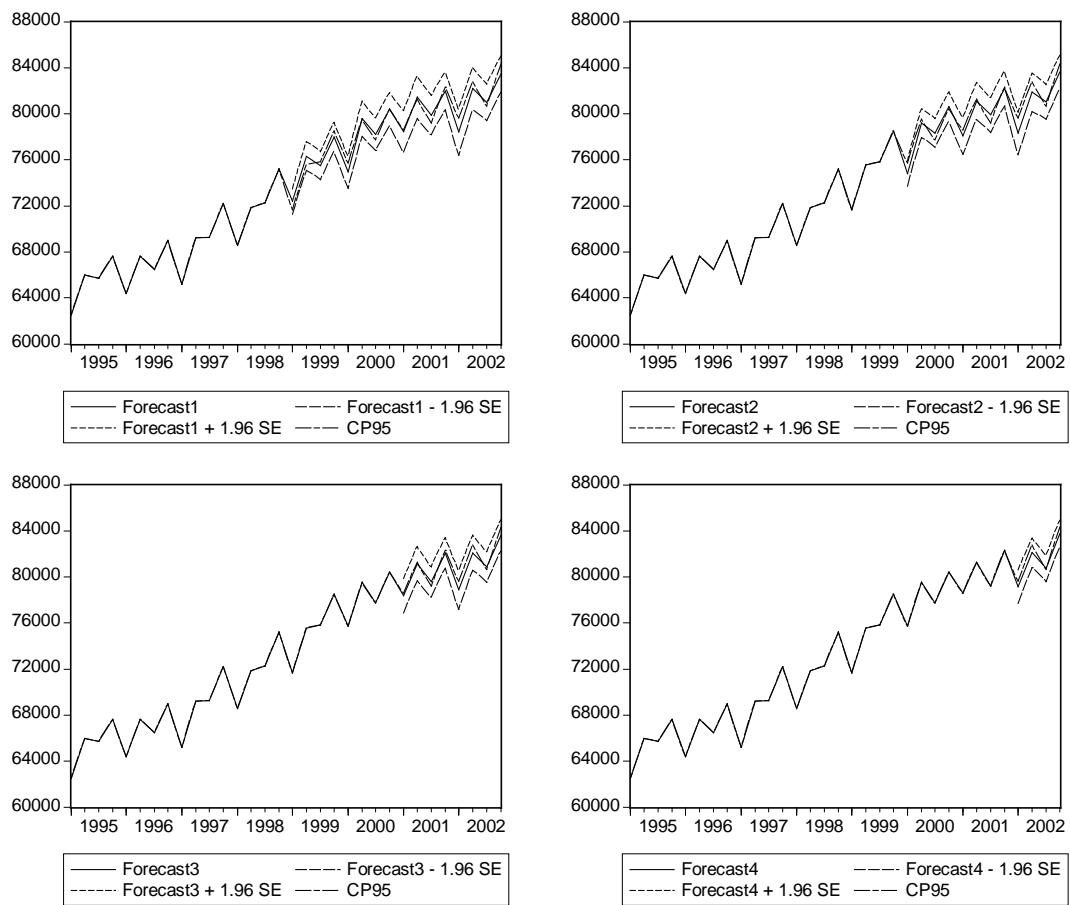 88000
84000
80000
76000
72000
68000
64000
60000
1995 1996 1997 1998 1999 2000 2001 2002
Forecast1 Forecast1 - 1.96 SE
Forecast1 + 1.96 SE CP95
88000
84000
80000
76000
72000
68000
64000
60000
1995 1996 1997 1998 1999 2000 2001 2002
Forecast2 Forecast2 - 1.96 SE
Forecast2 + 1.96 SE CP95
88000
84000
80000
76000
72000
68000
64000
60000
1995 1996 1997 1998 1999 2000 2001 2002
Forecast3 Forecast3 - 1.96 SE
Forecast3 + 1.96 SE CP95
88000
84000
80000
76000
72000
68000
64000
60000
1995 1996 1997 1998 1999 2000 2001 2002
Forecast4 Forecast4 - 1.96 SE
Forecast4 + 1.96 SE CP95